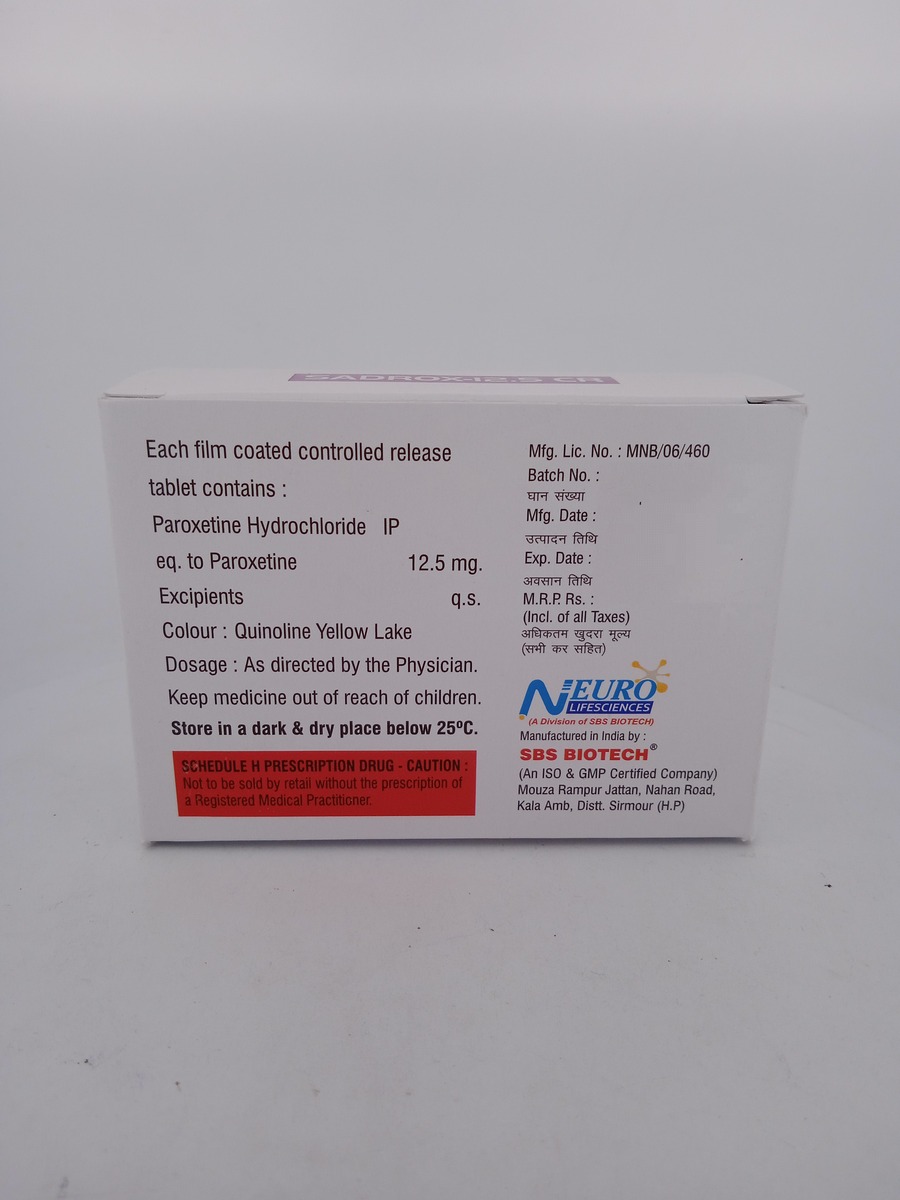 SADROX-12.5 CR
Each film coated controlled release
tablet contains :
Paroxetine Hydrochloride IP
eq. to Paroxetine 12.5 mg.
Excipients q.s.
Colour : Quinoline Yellow Lake
Dosage : As directed by the Physician.
Keep medicine out of reach of children.
Store in a dark & dry place below 25ºC.
SCHEDULE H PRESCRIPTION DRUG - CAUTION :
Not to be sold by retail without the prescription of
a Registered Medical Practitioner.
Mfg. Lic. No. : MNB/06/460
Batch No. :
घान संख्या
Mfg. Date :
उत्पादन तिथि
Exp. Date :
अवसान तिथि
M.R.P. Rs. :
(Incl. of all Taxes)
अधिकतम खुदरा मूल्य
(सभी कर सहित)
NEURO
LIFESCIENCES
(A Division of SBS BIOTECH)
Manufactured in India by :
SBS BIOTECH®
(An ISO & GMP Certified Company)
Mouza Rampur Jattan, Nahan Road,
Kala Amb, Distt. Sirmour (H.P)